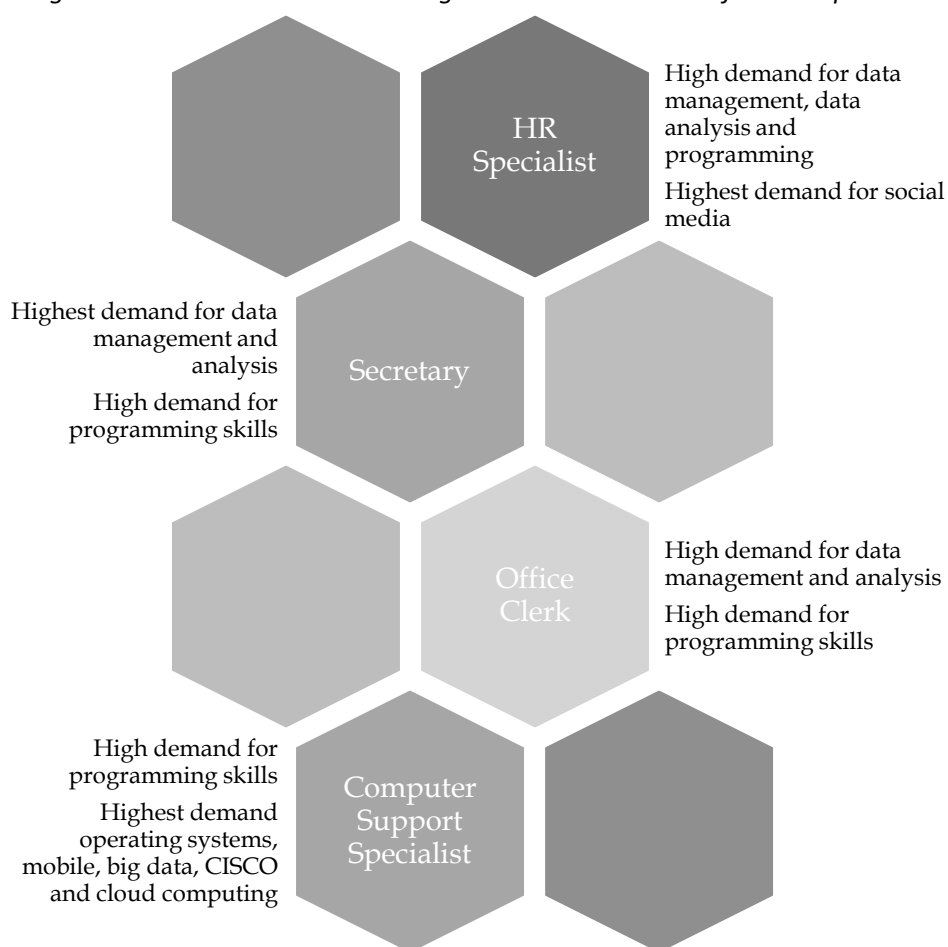 HR
Specialist
High demand for data
management, data
analysis and
programming
Highest demand for social
media
Highest demand for data
management and
analysis
High demand for
programming skills
Secretary
Office
Clerk
High demand for data
management and analysis
High demand for
programming skills
High demand for
programming skills
Highest demand
operating systems,
mobile, big data, CISCO
and cloud computing
Computer
Support
Specialist